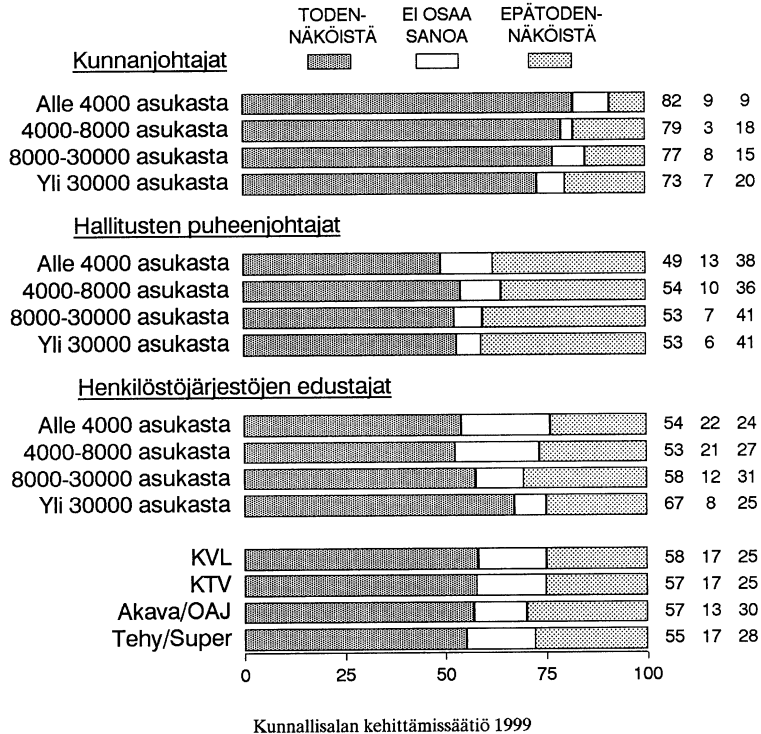 TODEN- EI OSAA EPÄTODEN-
NÄKÖISTÄ SANOA NÄKÖISTÄ
Kunnanjohtajat
Alle 4000 asukasta 82 9 9
4000-8000 asukasta 79 3 18
8000-30000 asukasta 77 8 15
Yli 30000 asukasta 73 7 20
Hallitusten puheenjohtajat
Alle 4000 asukasta 49 13 38
4000-8000 asukasta 54 10 36
8000-30000 asukasta 53 7 41
Yli 30000 asukasta 53 6 41
Henkilöstöjärjestöjen edustajat
Alle 4000 asukasta 54 22 24
4000-8000 asukasta 53 21 27
8000-30000 asukasta 58 12 31
Yli 30000 asukasta 67 8 25
KVL 58 17 25
KTV 57 17 25
Akava/OAJ 57 13 30
Tehy/Super 55 17 28
0 25 50 75 100
Kunnallisalan kehittämissäätiö 1999